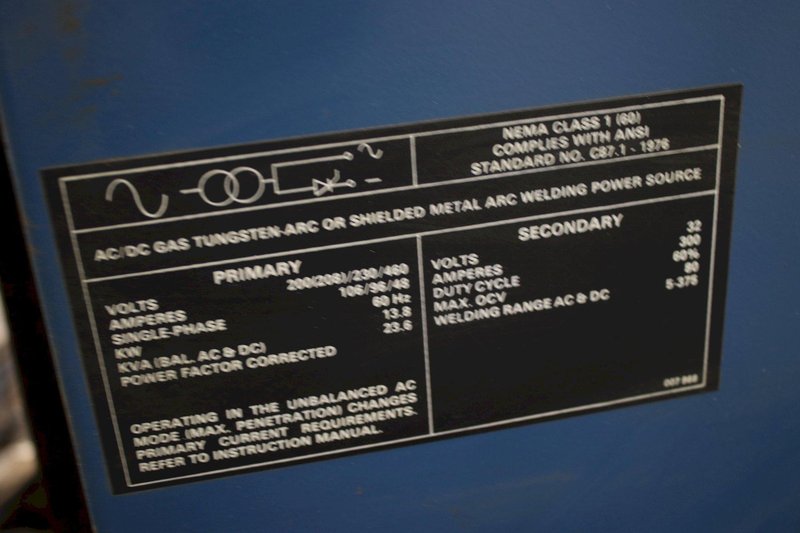 NEMA CLASS 1 (60)
COMPLIES WITH ANSI
STANDARD NO. C87.1 - 1976
AC/DC GAS TUNGSTEN-ARC OR SHIELDED METAL ARC WELDING POWER SOURCE
PRIMARY
VOLTS 200(208)/230/460
AMPERES 106/96/48
SINGLE-PHASE 60 Hz
KW 13.8
KVA (BAL. AC & DC) 23.6
POWER FACTOR CORRECTED
OPERATING IN THE UNBALANCED AC
MODE (MAX. PENETRATION) CHANGES
PRIMARY CURRENT REQUIREMENTS.
REFER TO INSTRUCTION MANUAL.
SECONDARY
VOLTS 32
AMPERES 300
DUTY CYCLE 60%
MAX. OCV 80
WELDING RANGE AC & DC 5-375